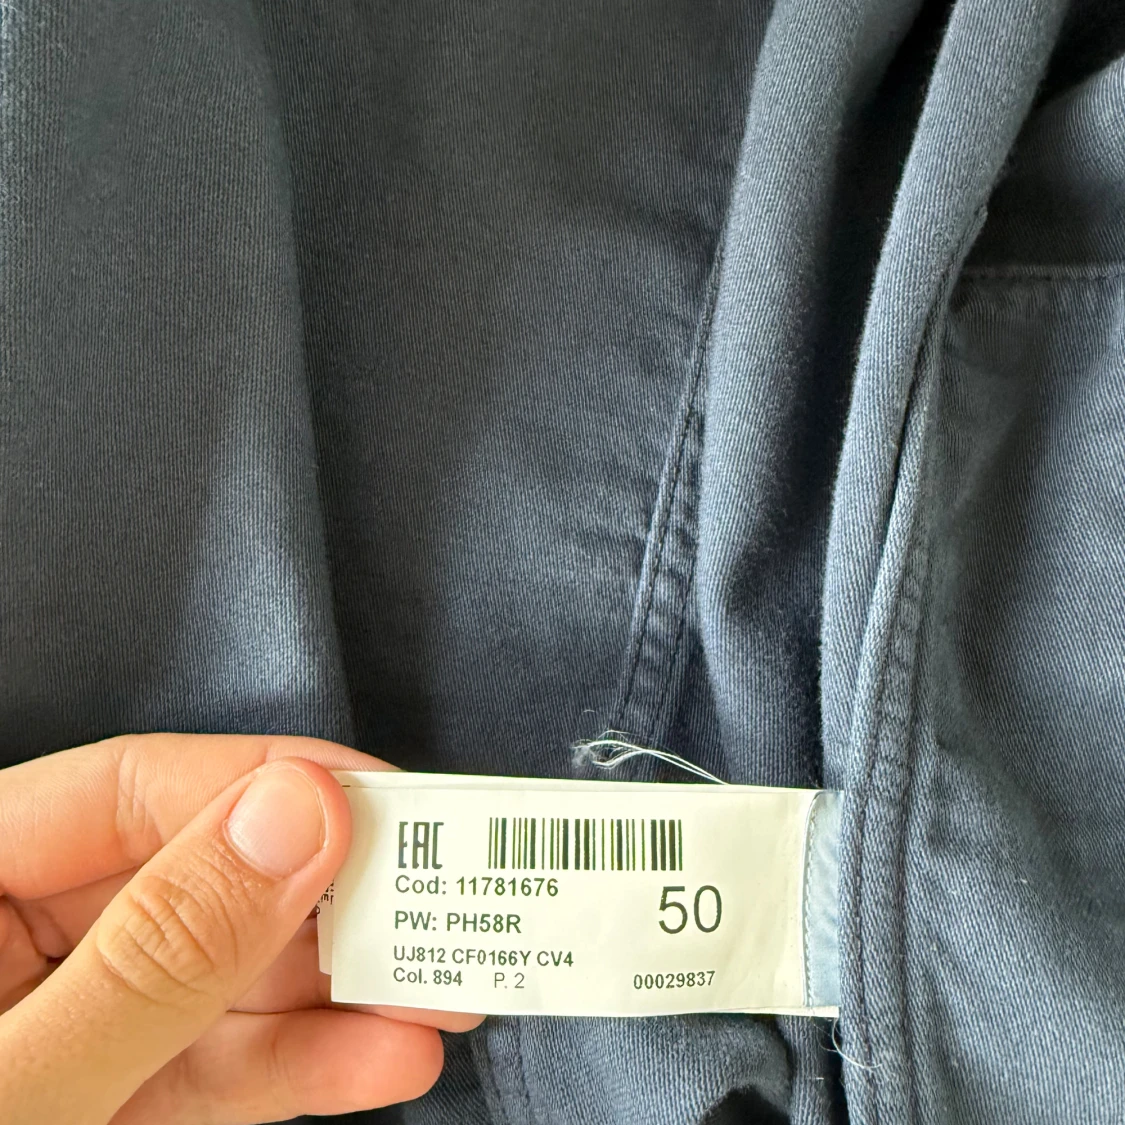 EAC
Cod: 11781676
PW: PH58R
50
UJ812 CF0166Y CV4
Col. 894 P. 2 00029837